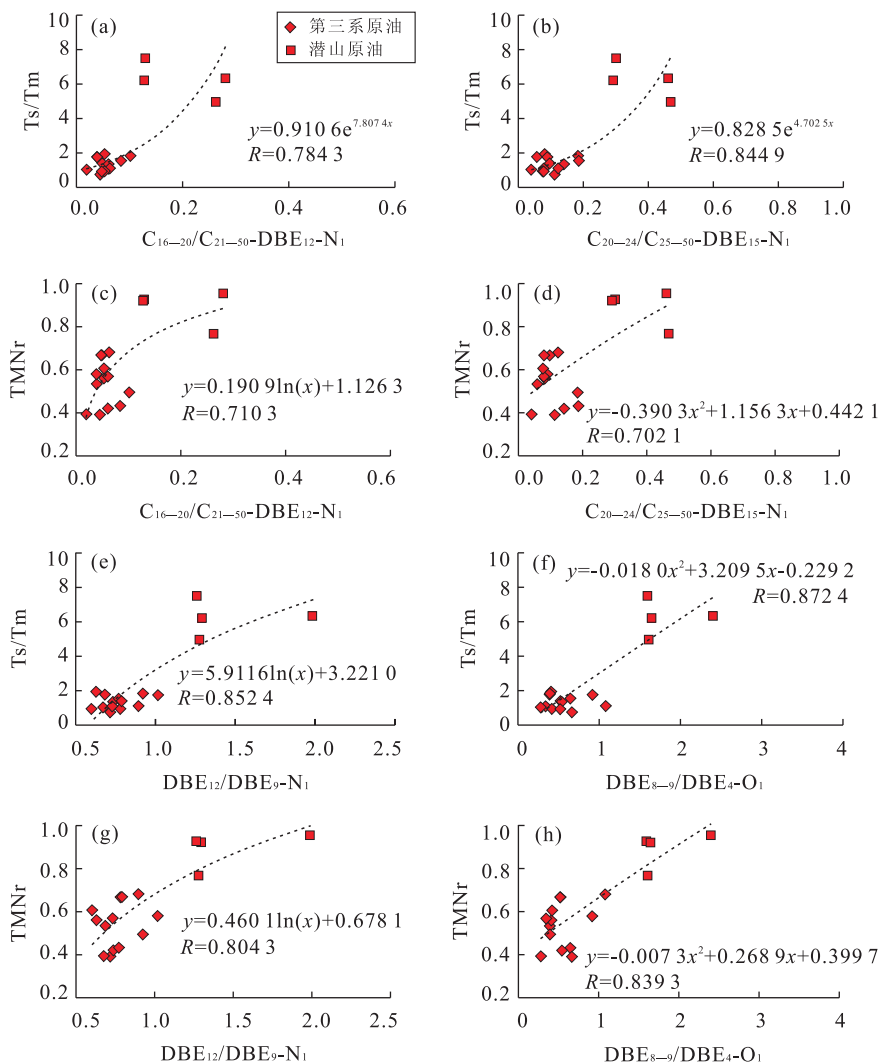 (a)
第三系原油
潜山原油
Ts/Tm
10
8
6
4
2
0
y=0.910 6e^7.807 4x
R=0.784 3
0.0 0.2 0.4 0.6
C₁₆—₂₀/C₂₁—₅₀-DBE₁₂-N₁
(b)
10
8
6
4
2
0
y=0.828 5e^4.702 5x
R=0.844 9
0.0 0.2 0.4 0.6 0.8 1.0
C₂₀—₂₄/C₂₅—₅₀-DBE₁₅-N₁
(c)
TMNr
1.0
0.8
0.6
0.4
0.2
y=0.190 9ln(x)+1.126 3
R=0.710 3
0.0 0.2 0.4 0.6
C₁₆—₂₀/C₂₁—₅₀-DBE₁₂-N₁
(d)
1.0
0.8
0.6
0.4
0.2
y=-0.390 3x²+1.156 3x+0.442 1
R=0.702 1
0.0 0.2 0.4 0.6 0.8 1.0
C₂₀—₂₄/C₂₅—₅₀-DBE₁₅-N₁
(e)
Ts/Tm
10
8
6
4
2
0
y=5.9116ln(x)+3.221 0
R=0.852 4
0.5 1.0 1.5 2.0 2.5
DBE₁₂/DBE₉-N₁
(f)
10
8
6
4
2
0
y=-0.018 0x²+3.209 5x-0.229 2
R=0.872 4
0 1 2 3 4
DBE₈—₉/DBE₄-O₁
(g)
TMNr
1.0
0.8
0.6
0.4
0.2
y=0.460 1ln(x)+0.678 1
R=0.804 3
0.5 1.0 1.5 2.0 2.5
DBE₁₂/DBE₉-N₁
(h)
1.0
0.8
0.6
0.4
0.2
y=-0.007 3x²+0.268 9x+0.399 7
R=0.839 3
0 1 2 3 4
DBE₈—₉/DBE₄-O₁